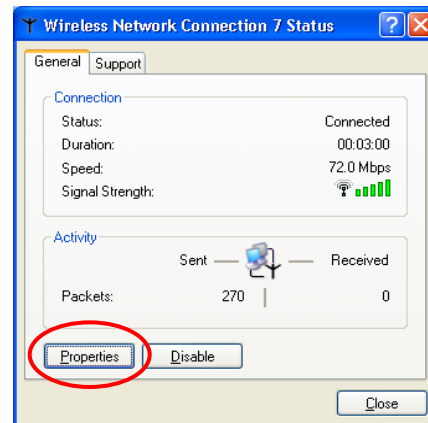 Wireless Network Connection 7 Status
General Support
Connection
Status: Connected
Duration: 00:03:00
Speed: 72.0 Mbps
Signal Strength:
Activity
Sent Received
Packets: 270 0
Properties Disable
Close